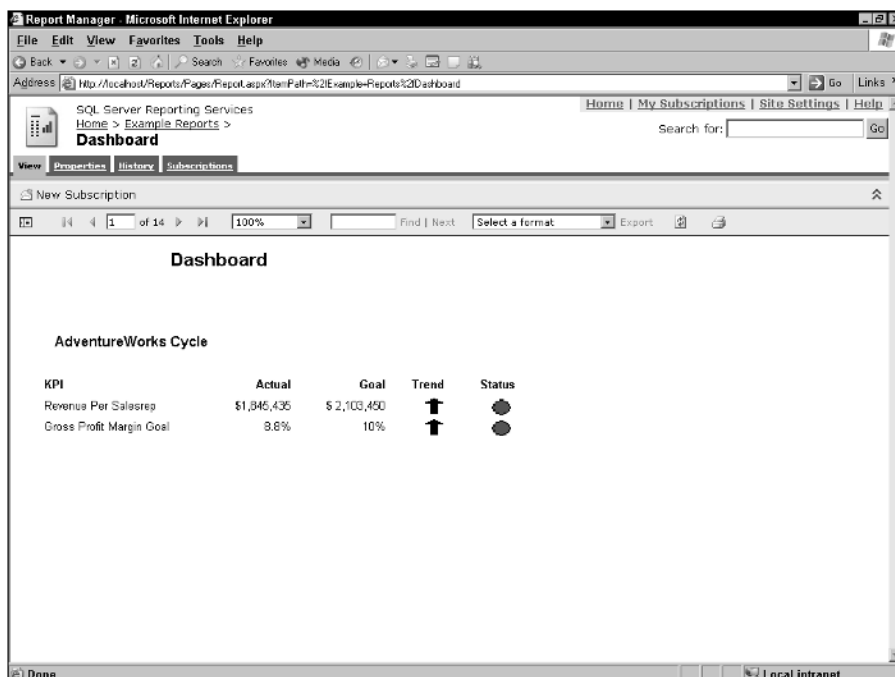 Report Manager - Microsoft Internet Explorer
File Edit View Favorites Tools Help
Back Search Favorites Media
Address http://localhost/Reports/Pages/Report.aspx?ItemPath=%2fExample+Reports%2fDashboard Go Links
SQL Server Reporting Services
Home > Example Reports >
Dashboard
Home | My Subscriptions | Site Settings | Help
Search for: Go
View Properties History Subscriptions
New Subscription
1 of 14 100% Find | Next Select a format Export
Dashboard
AdventureWorks Cycle
KPI Actual Goal Trend Status
Revenue Per Salesrep $1,845,435 $ 2,103,450
Gross Profit Margin Goal 8.8% 10%
Done Local intranet